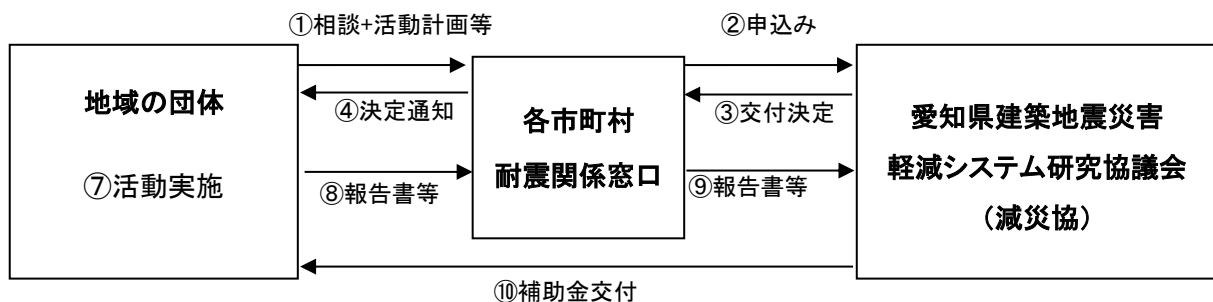 ①相談+活動計画等
②申込み
地域の団体
④決定通知
③交付決定
各市町村
耐震関係窓口
愛知県建築地震災害
軽減システム研究協議会
（減災協）
⑦活動実施
⑧報告書等
⑨報告書等
⑩補助金交付